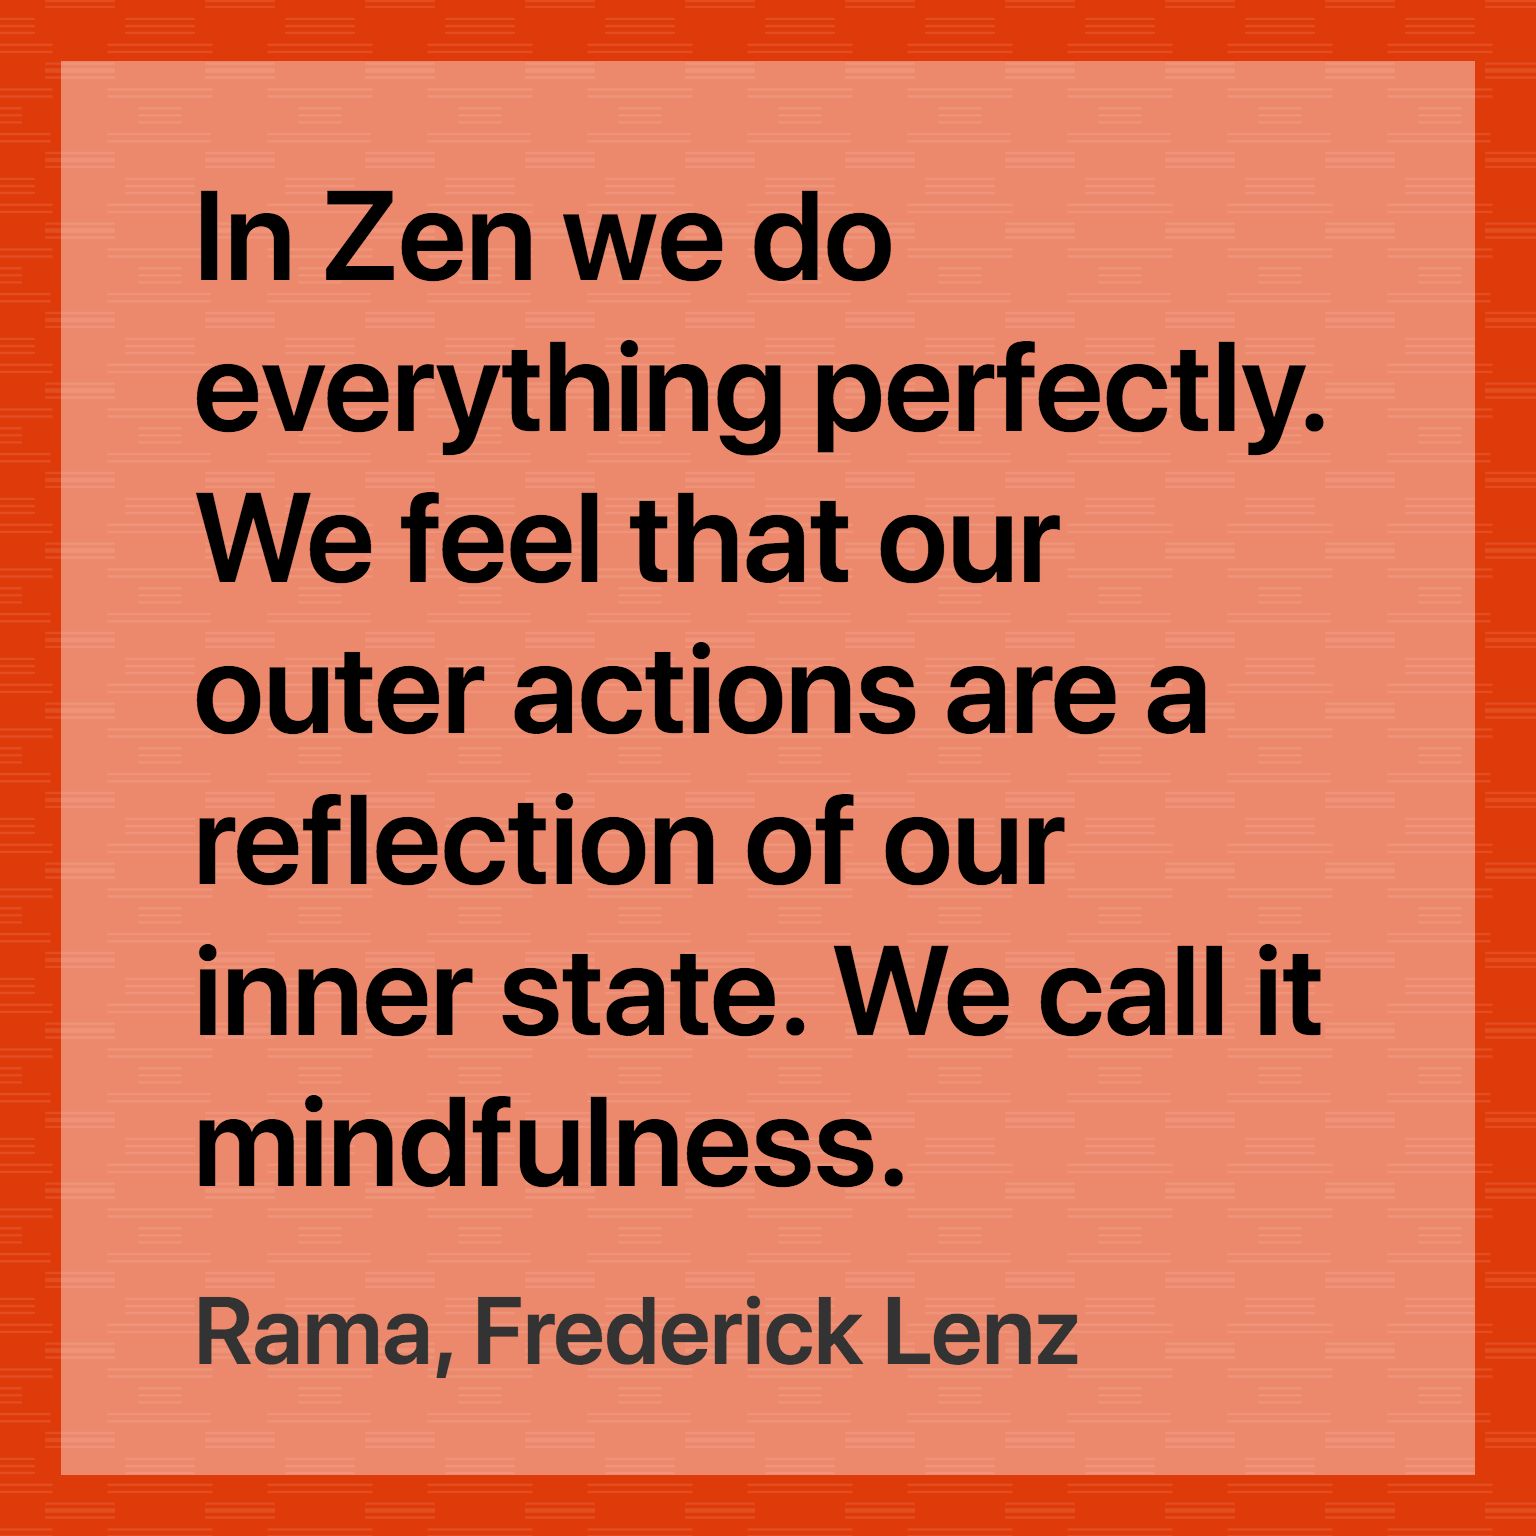 In Zen we do
everything perfectly.
We feel that our
outer actions are a
reflection of our
inner state. We call it
mindfulness.
Rama, Frederick Lenz